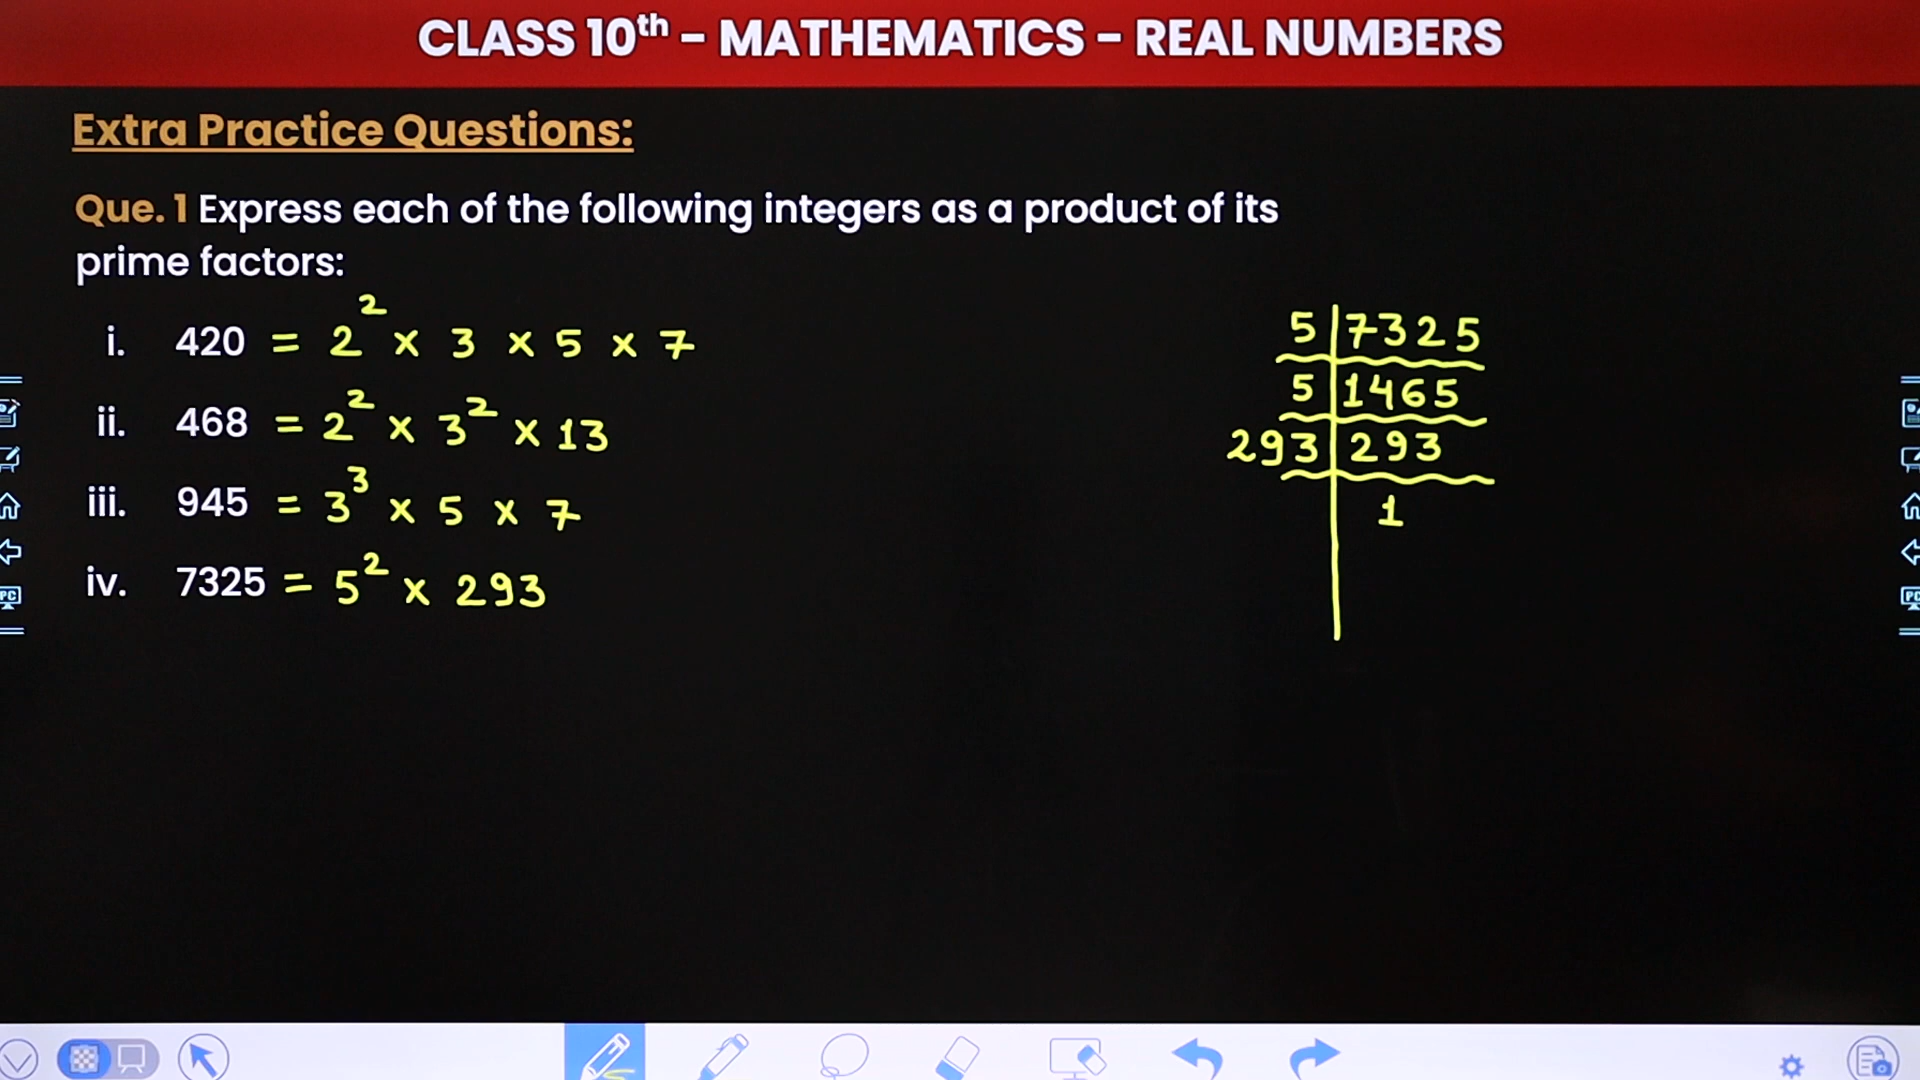 CLASS 10th - MATHEMATICS - REAL NUMBERS
Extra Practice Questions:
Que. 1 Express each of the following integers as a product of its
prime factors:
i. 420 = 2² × 3 × 5 × 7
ii. 468 = 2² × 3² × 13
iii. 945 = 3³ × 5 × 7
iv. 7325 = 5² × 293
5 | 7325
5 | 1465
293 | 293
1
PC
PC